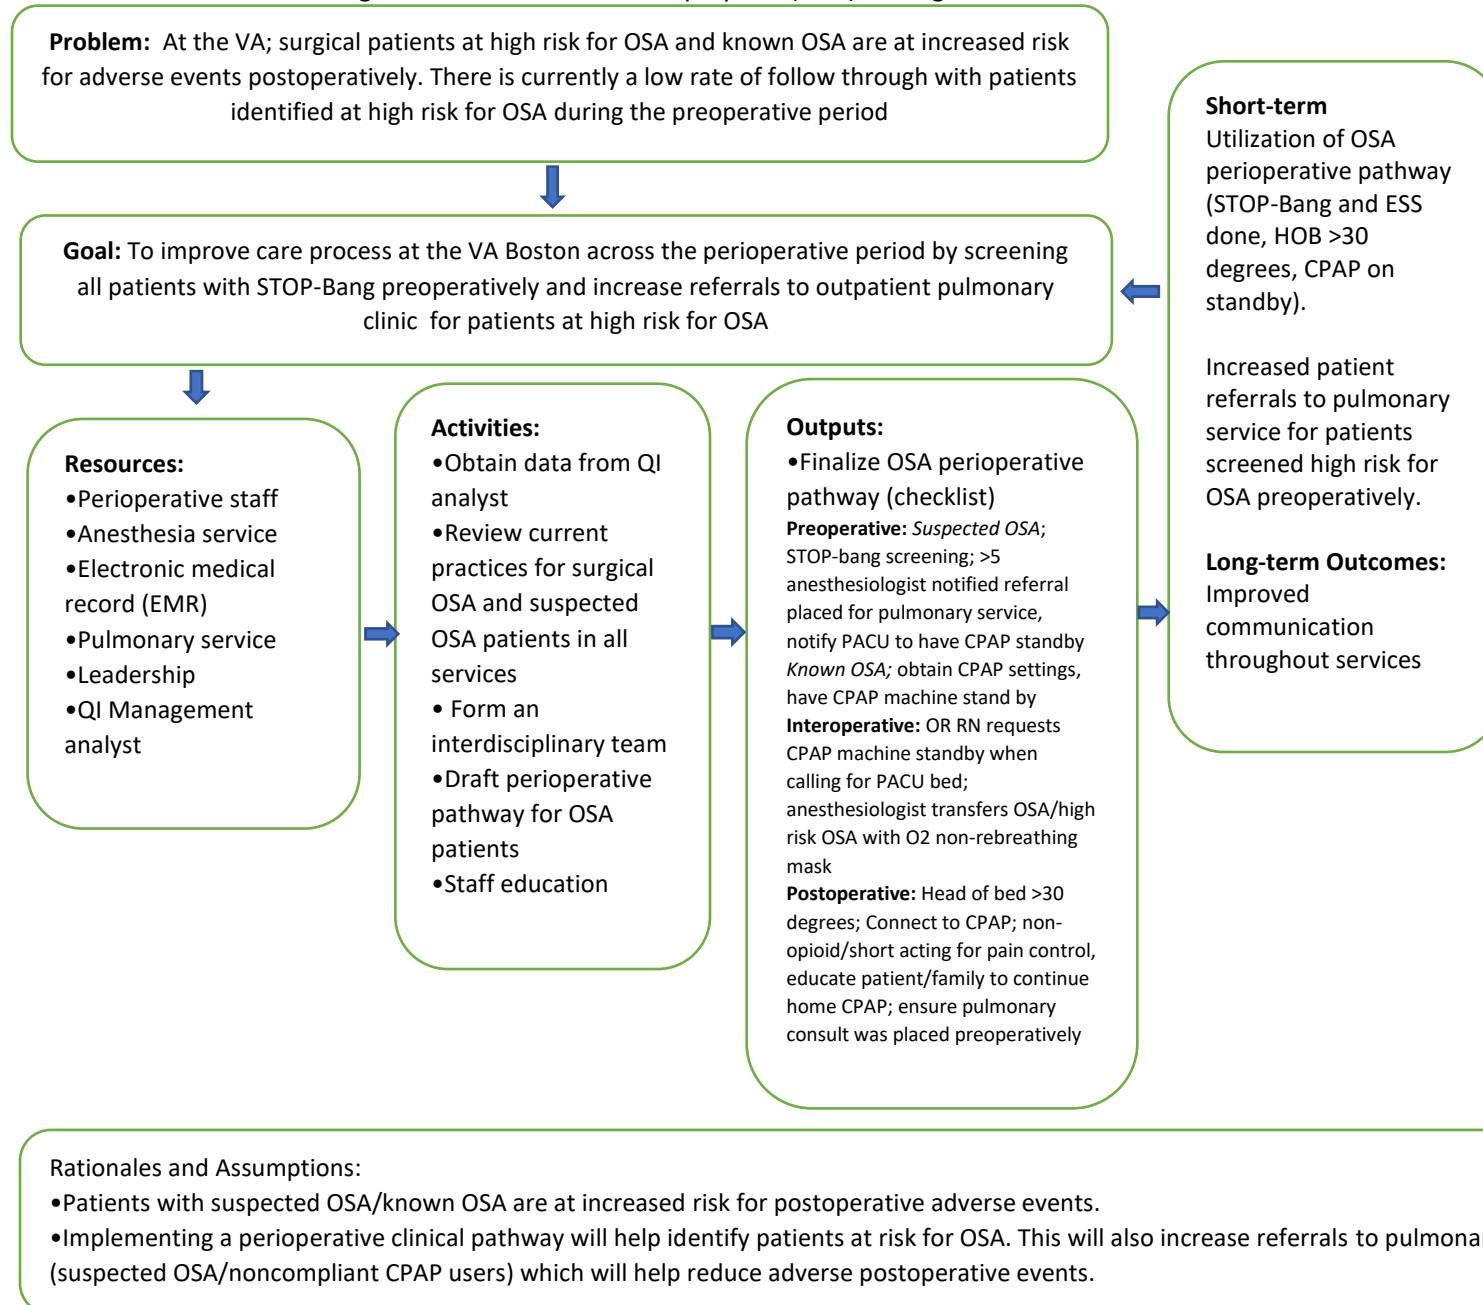 Problem: At the VA; surgical patients at high risk for OSA and known OSA are at increased risk
for adverse events postoperatively. There is currently a low rate of follow through with patients
identified at high risk for OSA during the preoperative period
Goal: To improve care process at the VA Boston across the perioperative period by screening
all patients with STOP-Bang preoperatively and increase referrals to outpatient pulmonary
clinic for patients at high risk for OSA
Resources:
•Perioperative staff
•Anesthesia service
•Electronic medical
record (EMR)
•Pulmonary service
•Leadership
•QI Management
analyst
Activities:
•Obtain data from QI
analyst
•Review current
practices for surgical
OSA and suspected
OSA patients in all
services
• Form an
interdisciplinary team
•Draft perioperative
pathway for OSA
patients
•Staff education
Outputs:
•Finalize OSA perioperative
pathway (checklist)
Preoperative: Suspected OSA;
STOP-bang screening; >5
anesthesiologist notified referral
placed for pulmonary service,
notify PACU to have CPAP standby
Known OSA; obtain CPAP settings,
have CPAP machine stand by
Interoperative: OR RN requests
CPAP machine standby when
calling for PACU bed;
anesthesiologist transfers OSA/high
risk OSA with O2 non-rebreathing
mask
Postoperative: Head of bed >30
degrees; Connect to CPAP; non-
opioid/short acting for pain control,
educate patient/family to continue
home CPAP; ensure pulmonary
consult was placed preoperatively
Short-term
Utilization of OSA
perioperative pathway
(STOP-Bang and ESS
done, HOB >30
degrees, CPAP on
standby).
Increased patient
referrals to pulmonary
service for patients
screened high risk for
OSA preoperatively.
Long-term Outcomes:
Improved
communication
throughout services
Rationales and Assumptions:
•Patients with suspected OSA/known OSA are at increased risk for postoperative adverse events.
•Implementing a perioperative clinical pathway will help identify patients at risk for OSA. This will also increase referrals to
(suspected OSA/noncompliant CPAP users) which will help reduce adverse postoperative events.